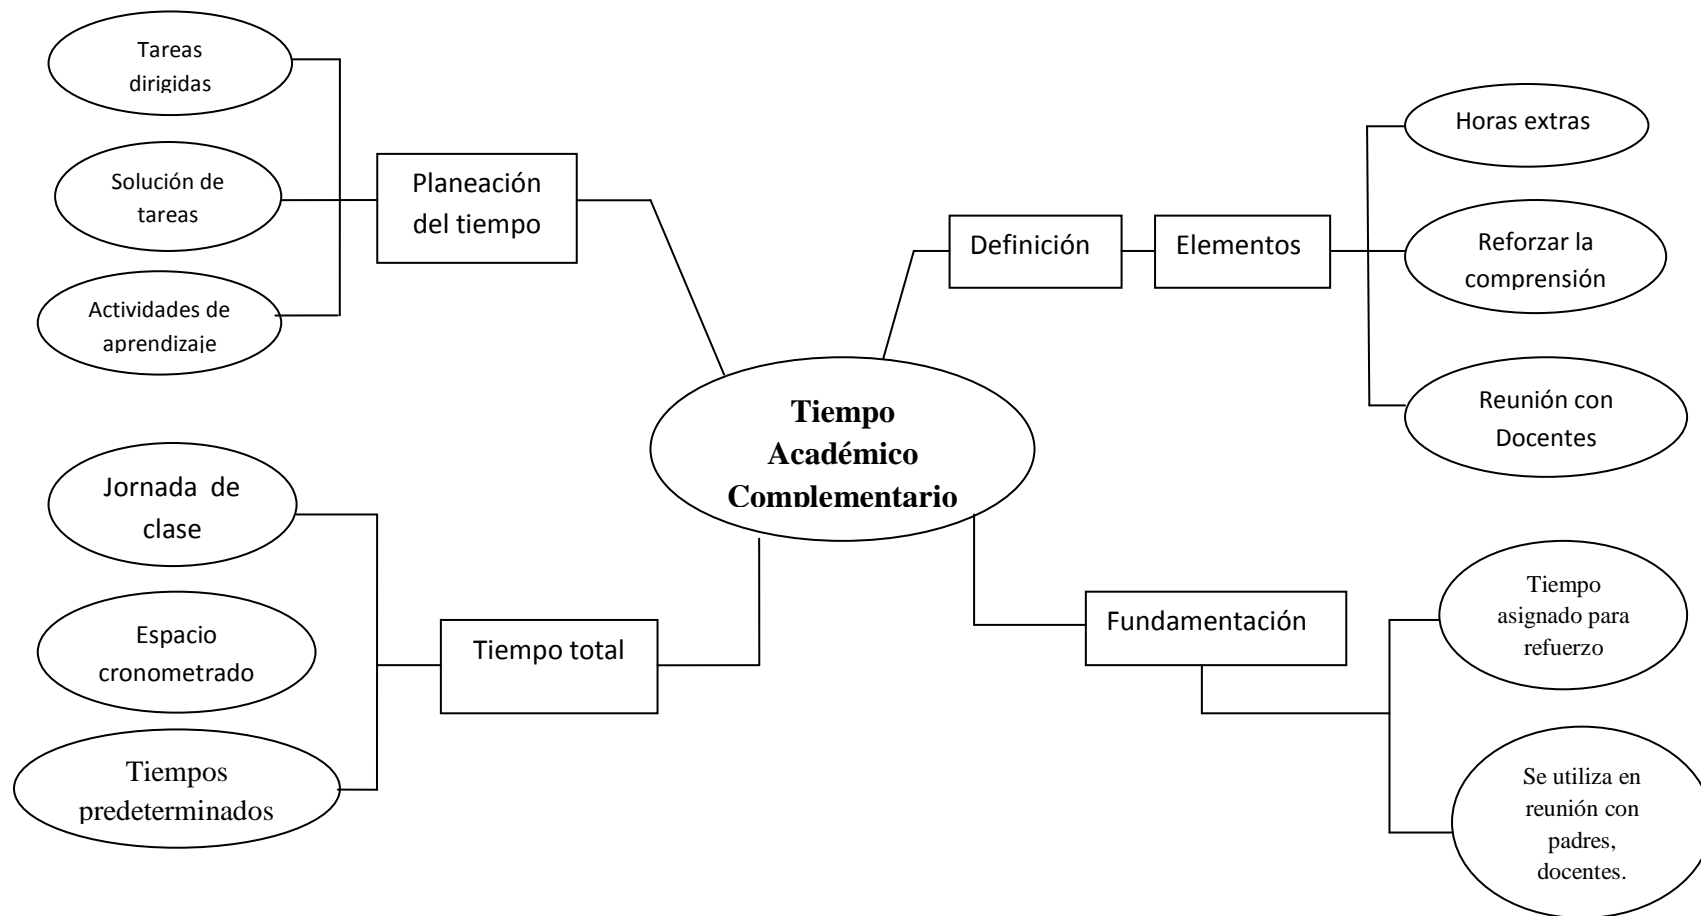 Tareas
dirigidas
Solución de
tareas
Actividades de
aprendizaje
Planeación
del tiempo
Definición
Elementos
Horas extras
Reforzar la
comprensión
Reunión con
Docentes
Tiempo
Académico
Complementario
Jornada de
clase
Espacio
cronometrado
Tiempos
predeterminados
Tiempo total
Fundamentación
Tiempo
asignado para
refuerzo
Se utiliza en
reunión con
padres,
docentes.